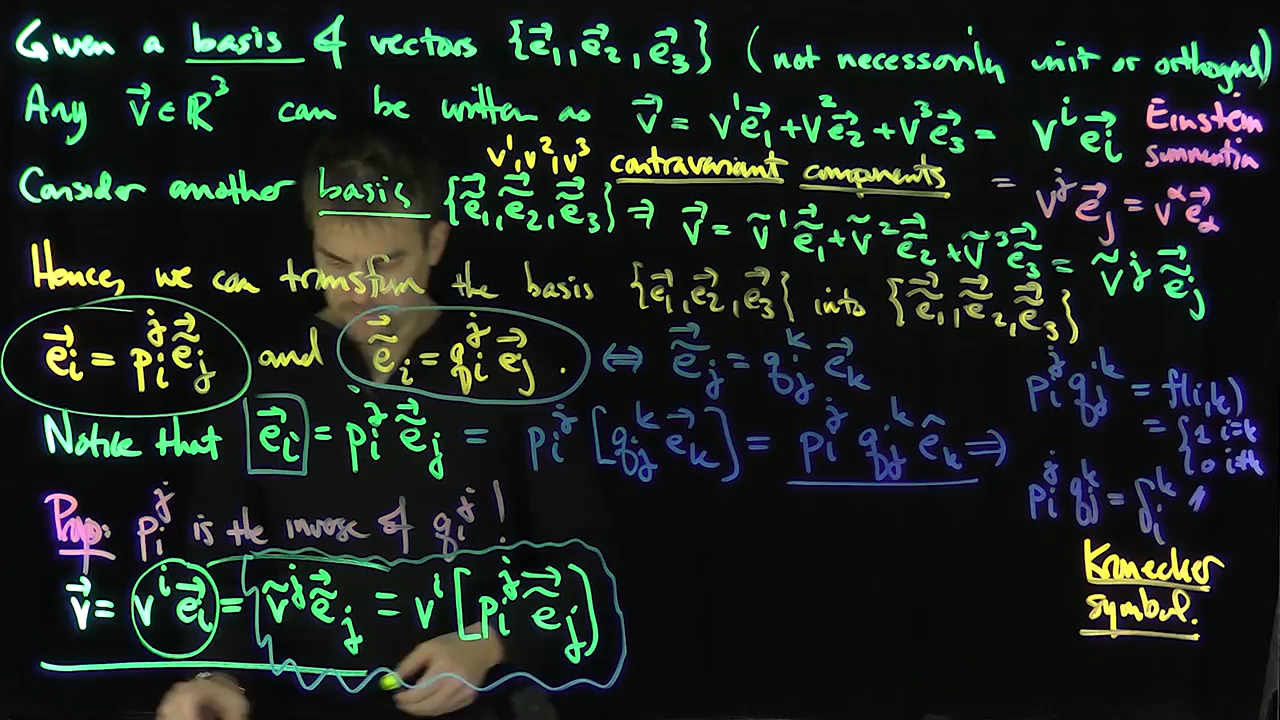 Given a basis of vectors {e⃗₁, e⃗₂, e⃗₃} (not necessarily unit or orthogonal)
Any v⃗ ∈ ℝ³ can be written as v⃗ = v¹e⃗₁ + v²e⃗₂ + v³e⃗₃ = vⁱe⃗ᵢ Einstein summation
v¹, v², v³ contravariant components = vʲe⃗ⱼ = v^α e⃗_α
Consider another basis {ẽ⃗₁, ẽ⃗₂, ẽ⃗₃} ⇒ v⃗ = ṽ¹ẽ⃗₁ + ṽ²ẽ⃗₂ + ṽ³ẽ⃗₃ = ṽʲẽ⃗ⱼ
Hence, we can transform the basis {e⃗₁, e⃗₂, e⃗₃} into {ẽ⃗₁, ẽ⃗₂, ẽ⃗₃}
e⃗ᵢ = pᵢʲẽ⃗ⱼ and ẽ⃗ᵢ = qᵢʲe⃗ⱼ. ⇔ ẽ⃗ⱼ = qⱼᵏe⃗ₖ
Notice that e⃗ᵢ = pᵢʲẽ⃗ⱼ = pᵢʲ[qⱼᵏe⃗ₖ] = pᵢʲqⱼᵏêₖ ⇒
pᵢʲqⱼᵏ = f(i,k)
= {1 i=k
0 i≠k
pᵢʲqⱼᵏ = δᵢᵏ
Kronecker
symbol.
Prop: pᵢʲ is the inverse of qᵢʲ!
v⃗ = vⁱe⃗ᵢ = ṽʲẽ⃗ⱼ = vⁱ[pᵢʲẽ⃗ⱼ]